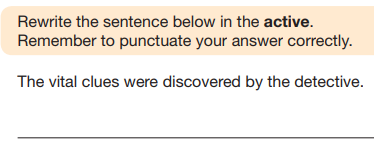 Rewrite the sentence below in the active.
Remember to punctuate your answer correctly.
The vital clues were discovered by the detective.